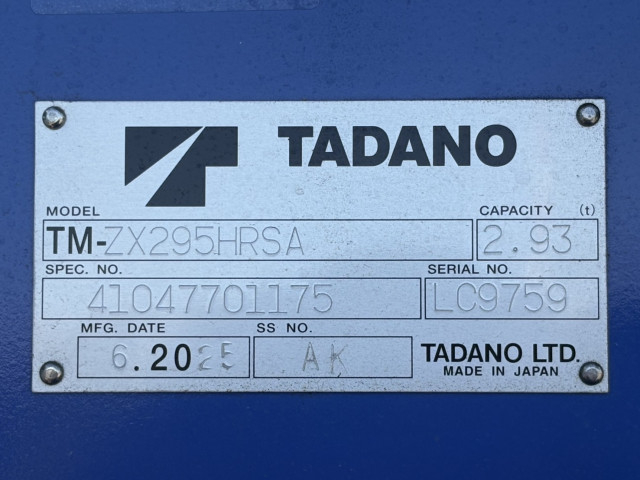 TADANO
MODEL CAPACITY (t)
TM-ZX295HRSA 2.93
SPEC. NO. SERIAL NO.
41047701175 LC9759
MFG. DATE SS NO.
6.2025 AK TADANO LTD.
MADE IN JAPAN